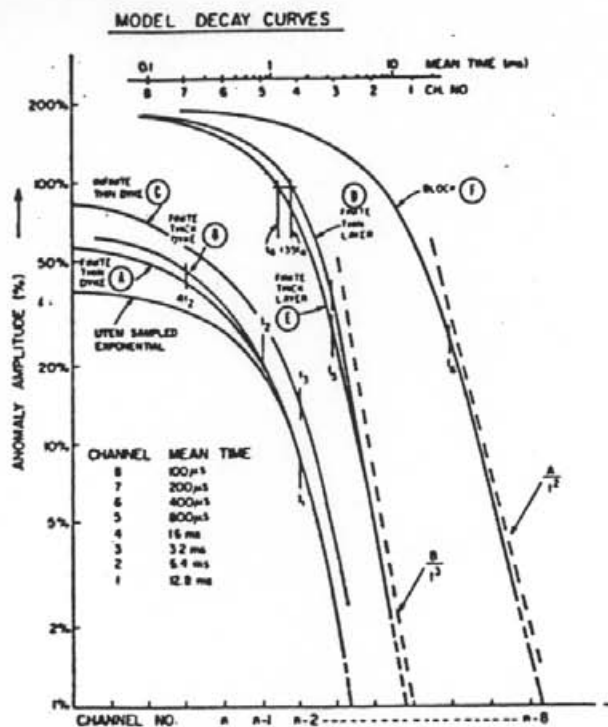 MODEL DECAY CURVES
0.1 1 10 MEAN TIME (ms)
8 7 6 5 4 3 2 1 CH. NO
200%
100%
50%
20%
10%
5%
2%
1%
ANOMALY AMPLITUDE (%)
INFINITE
THIN DYKE C
FINITE
THICK
DYKE
B
FINITE
THIN
DYKE A
UTEM SAMPLED
EXPONENTIAL
D
FINITE
THIN
LAYER
FINITE
THICK
LAYER E
BLOCK F
4t2
t2
t3
t5
A/t²
B/t³
CHANNEL MEAN TIME
8 100µS
7 200µS
6 400µS
5 800µS
4 1.6 ms
3 3.2 ms
2 6.4 ms
1 12.8 ms
CHANNEL NO. n n-1 n-2 n-8